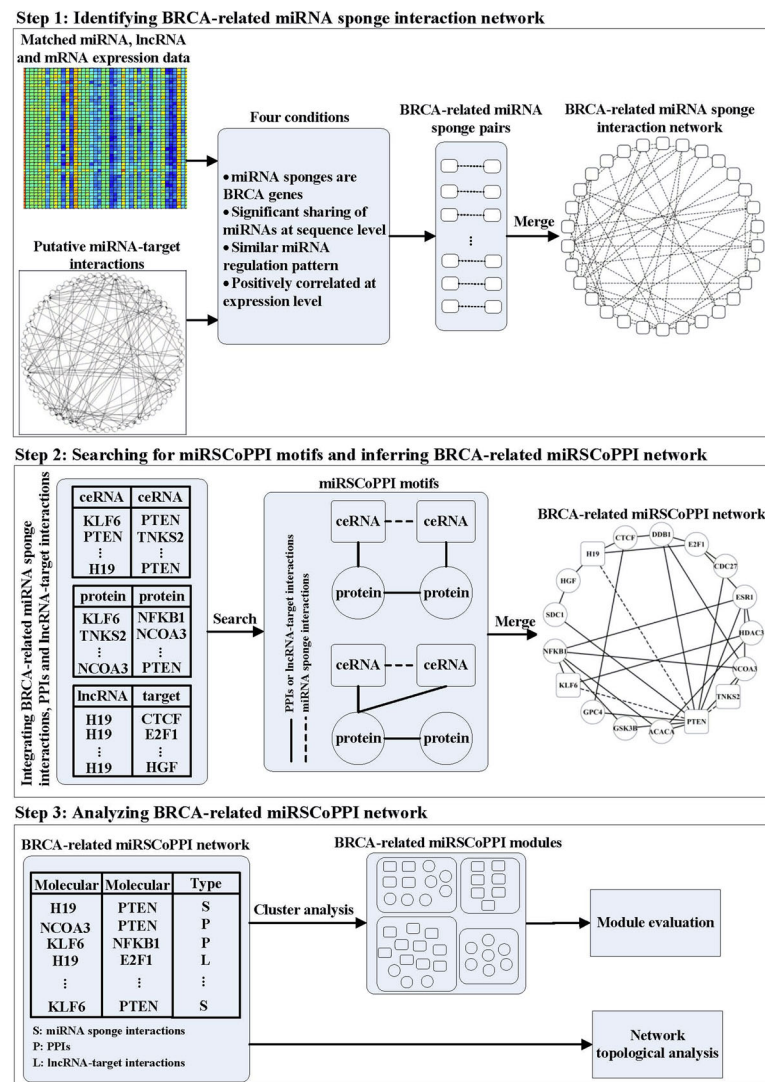 Step 1: Identifying BRCA-related miRNA sponge interaction network
Matched miRNA, lncRNA
and mRNA expression data
Putative miRNA-target
interactions
Four conditions
• miRNA sponges are
BRCA genes
• Significant sharing of
miRNAs at sequence level
• Similar miRNA
regulation pattern
• Positively correlated at
expression level
BRCA-related miRNA
sponge pairs
⋮
Merge
BRCA-related miRNA sponge
interaction network
Step 2: Searching for miRSCoPPI motifs and inferring BRCA-related miRSCoPPI network
Integrating BRCA-related miRNA sponge
interactions, PPIs and lncRNA-target interactions
ceRNA ceRNA
KLF6 PTEN
PTEN TNKS2
⋮ ⋮
H19 PTEN
protein protein
KLF6 NFKB1
TNKS2 NCOA3
⋮ ⋮
NCOA3 PTEN
lncRNA target
H19 CTCF
H19 E2F1
⋮ ⋮
H19 HGF
Search
miRSCoPPI motifs
PPIs or lncRNA-target interactions
miRNA sponge interactions
ceRNA ceRNA
protein protein
ceRNA ceRNA
protein protein
Merge
BRCA-related miRSCoPPI network
DDB1
CTCF
E2F1
H19
CDC27
HGF
ESR1
SDC1
HDAC3
NFKB1
NCOA3
KLF6
TNKS2
GPC4
PTEN
GSK3B
ACACA
Step 3: Analyzing BRCA-related miRSCoPPI network
BRCA-related miRSCoPPI network
Molecular Molecular Type
H19 PTEN S
NCOA3 PTEN P
KLF6 NFKB1 P
H19 E2F1 L
⋮ ⋮ ⋮
KLF6 PTEN S
S: miRNA sponge interactions
P: PPIs
L: lncRNA-target interactions
Cluster analysis
BRCA-related miRSCoPPI modules
Module evaluation
Network
topological analysis